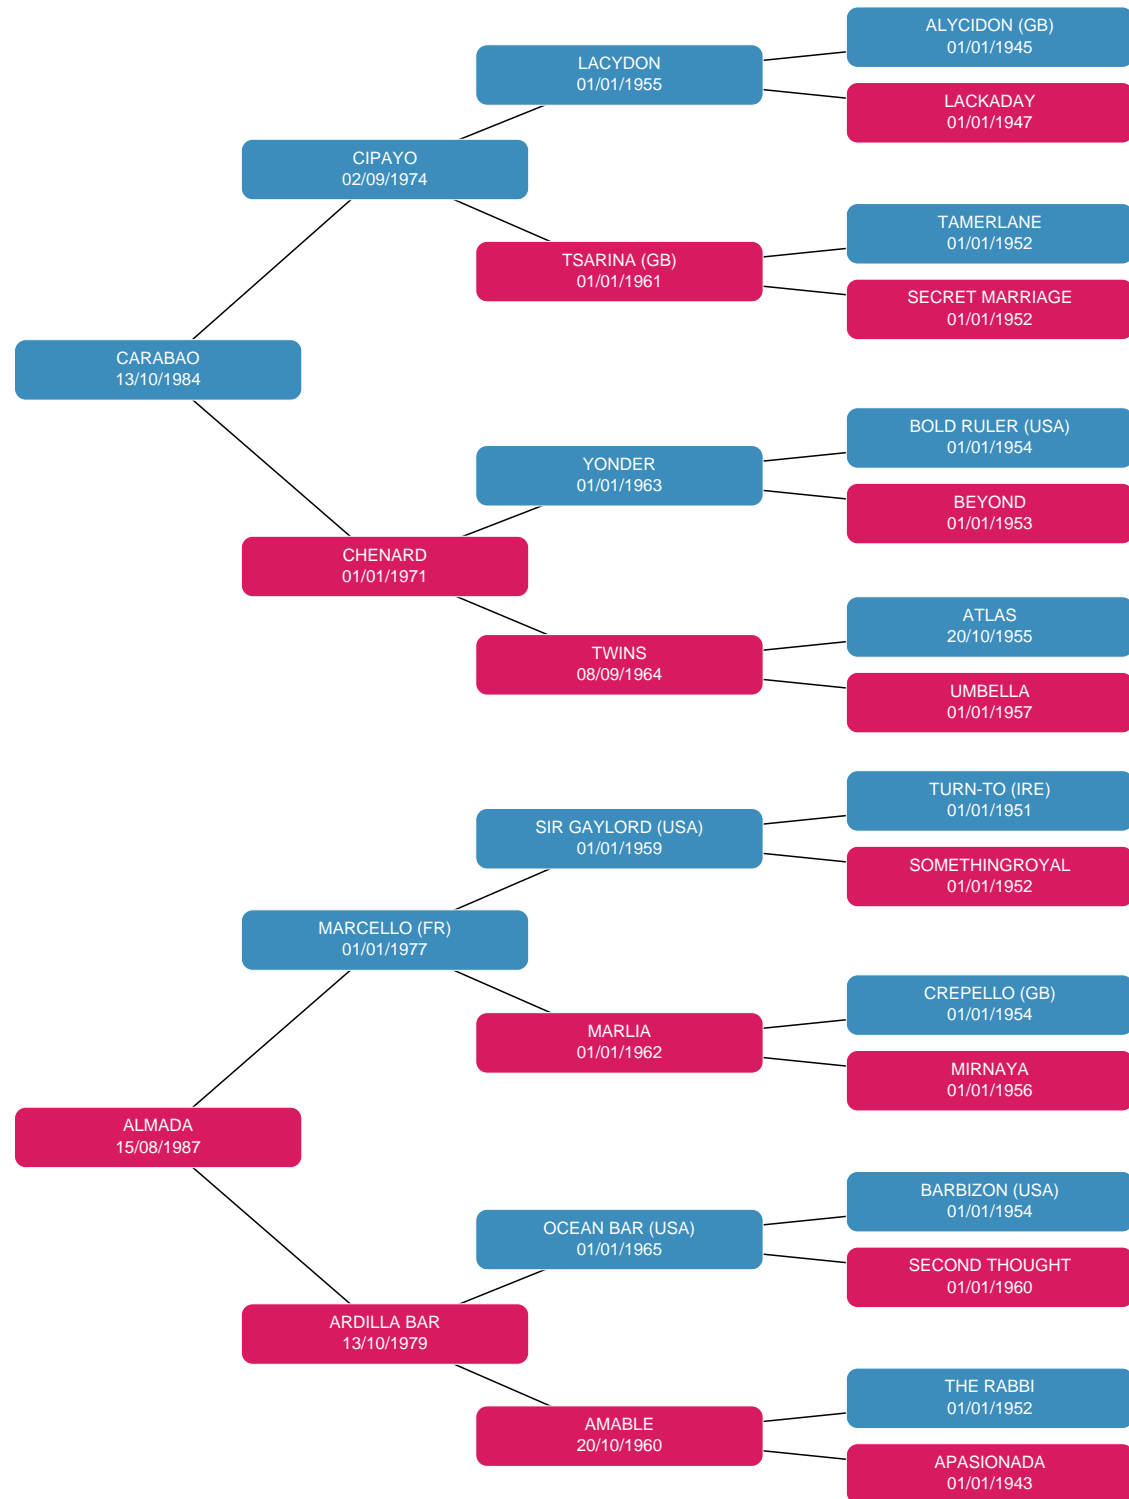 ALYCIDON (GB)
01/01/1945
LACYDON
01/01/1955
LACKADAY
01/01/1947
CIPAYO
02/09/1974
TAMERLANE
01/01/1952
TSARINA (GB)
01/01/1961
SECRET MARRIAGE
01/01/1952
CARABAO
13/10/1984
BOLD RULER (USA)
01/01/1954
YONDER
01/01/1963
BEYOND
01/01/1953
CHENARD
01/01/1971
ATLAS
20/10/1955
TWINS
08/09/1964
UMBELLA
01/01/1957
TURN-TO (IRE)
01/01/1951
SIR GAYLORD (USA)
01/01/1959
SOMETHINGROYAL
01/01/1952
MARCELLO (FR)
01/01/1977
CREPELLO (GB)
01/01/1954
MARLIA
01/01/1962
MIRNAYA
01/01/1956
ALMADA
15/08/1987
BARBIZON (USA)
01/01/1954
OCEAN BAR (USA)
01/01/1965
SECOND THOUGHT
01/01/1960
ARDILLA BAR
13/10/1979
THE RABBI
01/01/1952
AMABLE
20/10/1960
APASIONADA
01/01/1943